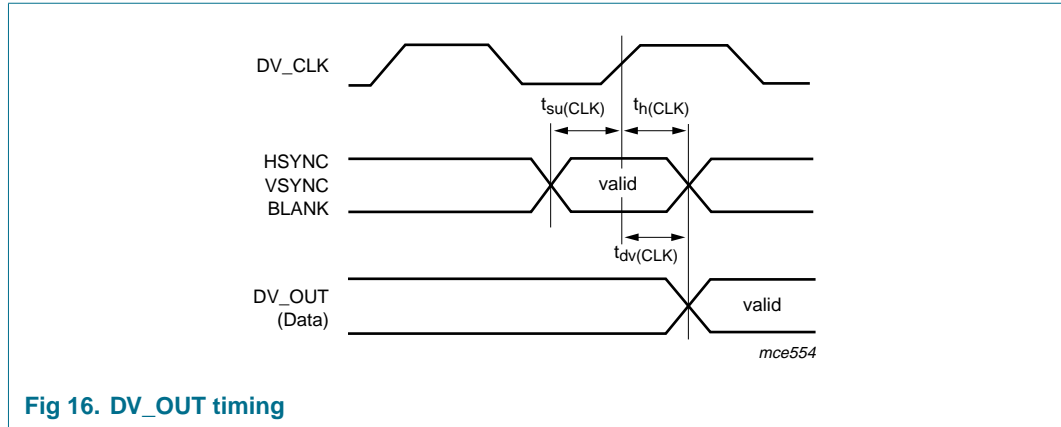 DV_CLK
tsu(CLK)
th(CLK)
HSYNC
VSYNC
BLANK
valid
tdv(CLK)
DV_OUT
(Data)
valid
mce554
Fig 16. DV_OUT timing